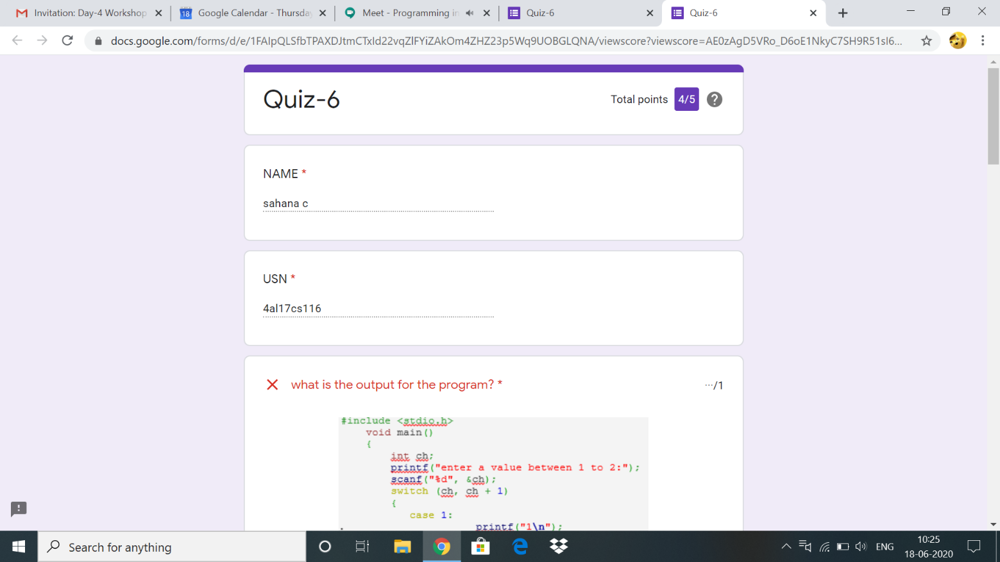 Invitation: Day-4 Workshop
Google Calendar - Thursday
Meet - Programming in
Quiz-6
Quiz-6
18
docs.google.com/forms/d/e/1FAIpQLSfbTPAXDJtmCTxId22vqZlFYiZAkOm4ZHZ23p5Wq9UOBGLQNA/viewscore?viewscore=AE0zAgD5VRo_D6oE1NkyC7SH9R51sI6...
Quiz-6
Total points 4/5
NAME *
sahana c
USN *
4al17cs116
what is the output for the program? *
···/1
#include <stdio.h>
void main()
{
int ch;
printf("enter a value between 1 to 2:");
scanf("%d", &ch);
switch (ch, ch + 1)
{
case 1:
printf("1\n");
Search for anything
ENG
10:25
18-06-2020